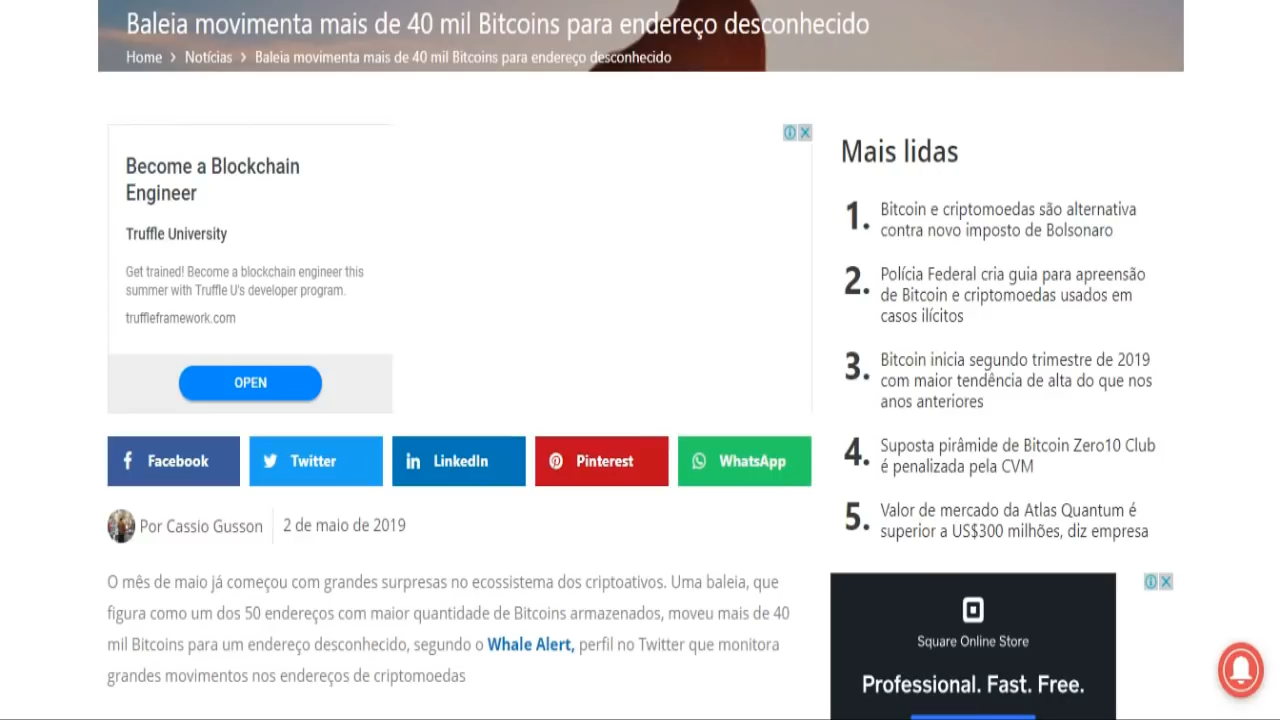 Baleia movimenta mais de 40 mil Bitcoins para endereço desconhecido
Home > Notícias > Baleia movimenta mais de 40 mil Bitcoins para endereço desconhecido
Become a Blockchain
Engineer
Truffle University
Get trained! Become a blockchain engineer this
summer with Truffle U's developer program.
truffleframework.com
OPEN
Facebook
Twitter
LinkedIn
Pinterest
WhatsApp
Por Cassio Gusson
2 de maio de 2019
O mês de maio já começou com grandes surpresas no ecossistema dos criptoativos. Uma baleia, que
figura como um dos 50 endereços com maior quantidade de Bitcoins armazenados, moveu mais de 40
mil Bitcoins para um endereço desconhecido, segundo o Whale Alert, perfil no Twitter que monitora
grandes movimentos nos endereços de criptomoedas
Mais lidas
1. Bitcoin e criptomoedas são alternativa
contra novo imposto de Bolsonaro
2. Polícia Federal cria guia para apreensão
de Bitcoin e criptomoedas usados em
casos ilícitos
3. Bitcoin inicia segundo trimestre de 2019
com maior tendência de alta do que nos
anos anteriores
4. Suposta pirâmide de Bitcoin Zero10 Club
é penalizada pela CVM
5. Valor de mercado da Atlas Quantum é
superior a US$300 milhões, diz empresa
Square Online Store
Professional. Fast. Free.